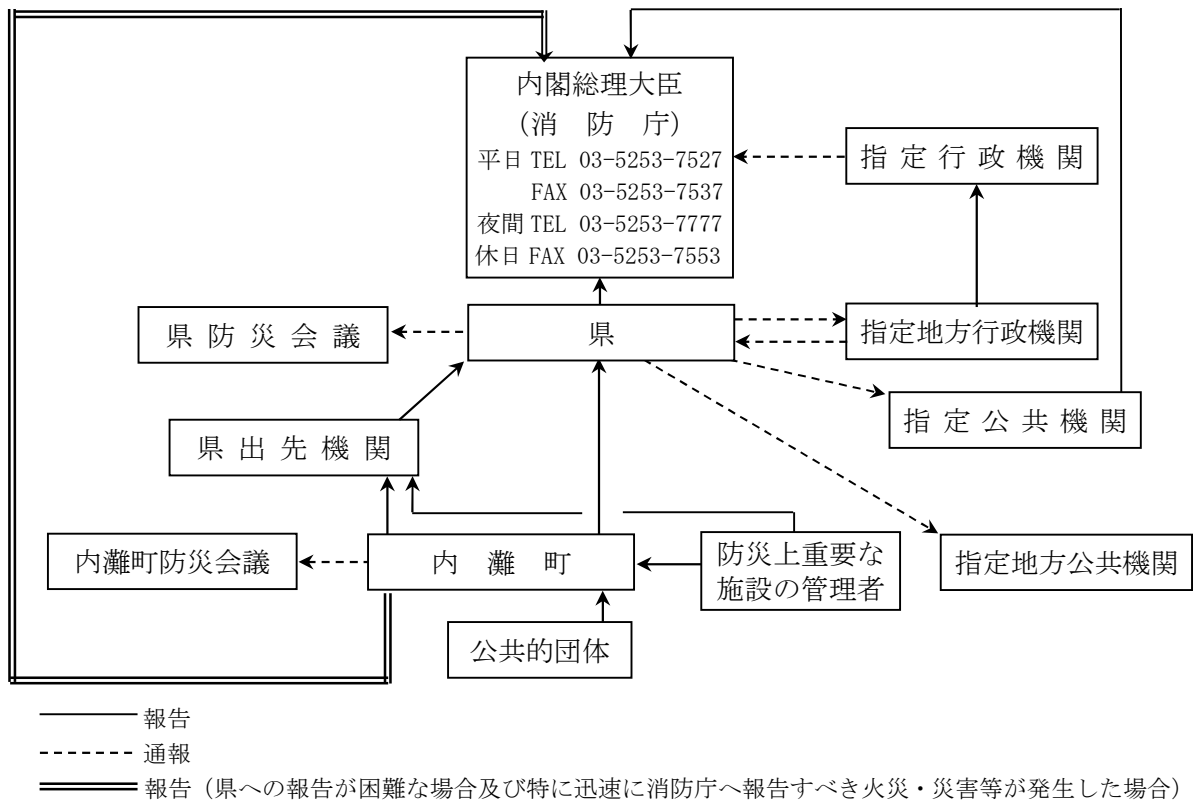 内閣総理大臣
（消　防　庁）
平日 TEL 03-5253-7527
FAX 03-5253-7537
夜間 TEL 03-5253-7777
休日 FAX 03-5253-7553
指定行政機関
県防災会議
県
指定地方行政機関
指定公共機関
県出先機関
内灘町防災会議
内灘町
防災上重要な
施設の管理者
指定地方公共機関
公共的団体
報告
通報
報告（県への報告が困難な場合及び特に迅速に消防庁へ報告すべき火災・災害等が発生した場合）